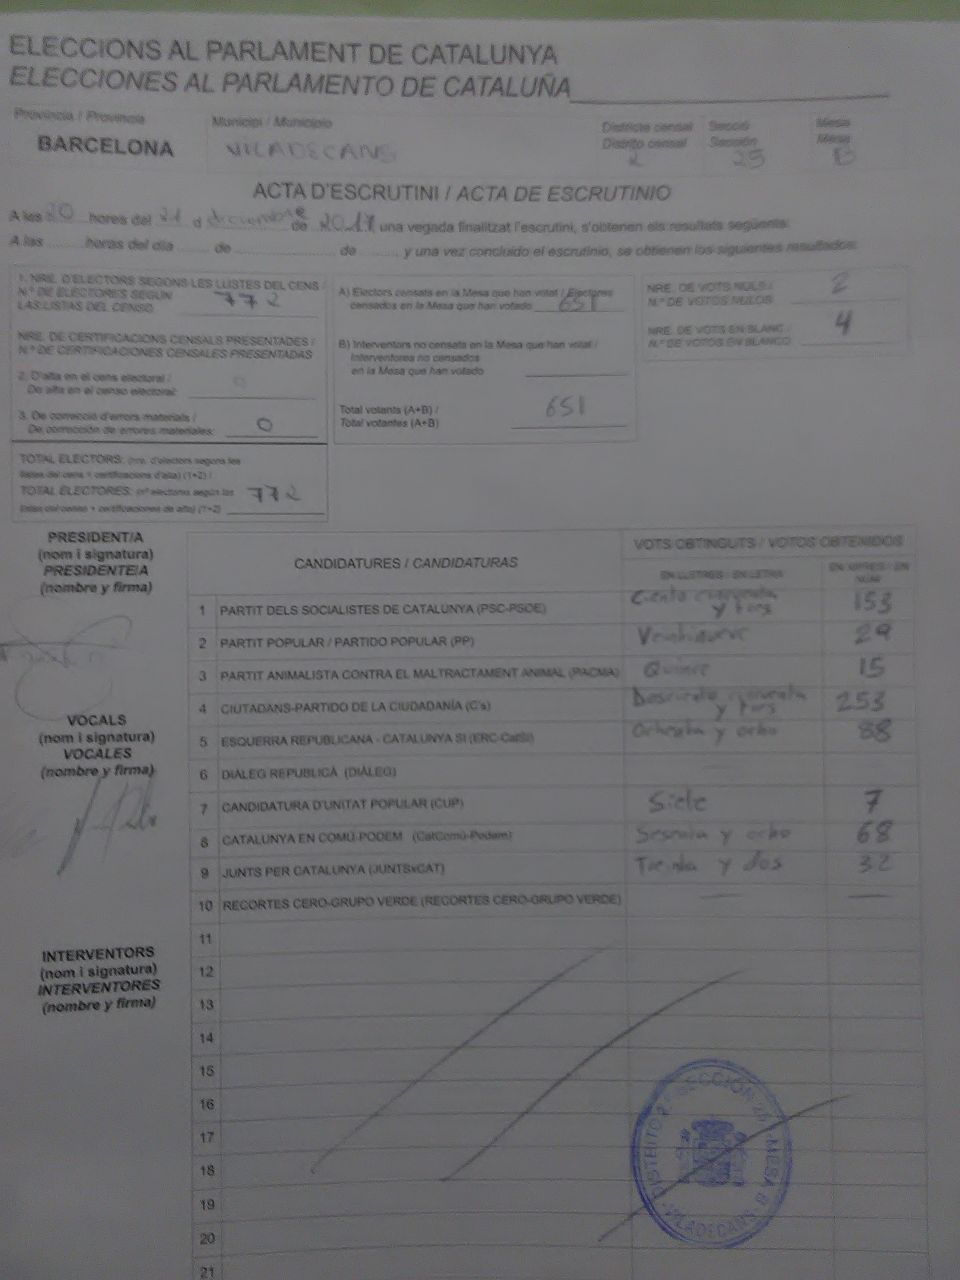 ELECCIONS AL PARLAMENT DE CATALUNYA
ELECCIONES AL PARLAMENTO DE CATALUÑA
Província / Provincia
BARCELONA
Municipi / Municipio
VILADECANS
Districte censal
Distrito censal
2
Secció
Sección
25
Mesa
Mesa
B
ACTA D'ESCRUTINI / ACTA DE ESCRUTINIO
A les 20 hores del 21 d diciembre de 2017 una vegada finalitzat l'escrutini, s'obtenen els resultats següents:
A las ......... horas del día ....... de ...................... de ........ y una vez concluido el escrutinio, se obtienen los siguientes resultados:
1. NRE. D'ELECTORS SEGONS LES LLISTES DEL CENS /
N.º DE ELECTORES SEGÚN
LAS LISTAS DEL CENSO
772
NRE. DE CERTIFICACIONS CENSALS PRESENTADES /
N.º DE CERTIFICACIONES CENSALES PRESENTADAS
2. D'alta en el cens electoral /
De alta en el censo electoral:
0
3. De correcció d'errors materials /
De corrección de errores materiales:
0
TOTAL ELECTORS: (nre. d'electors segons les
llistes del cens + certificacions d'alta) (1+2) /
TOTAL ELECTORES: (nº electores según las
listas del censo + certificaciones de alta) (1+2)
772
A) Electors censats en la Mesa que han votat / Electores
censados en la Mesa que han votado
651
B) Interventors no censats en la Mesa que han votat /
Interventores no censados
en la Mesa que han votado
Total votants (A+B) /
Total votantes (A+B)
651
NRE. DE VOTS NULS /
N.º DE VOTOS NULOS
2
NRE. DE VOTS EN BLANC /
N.º DE VOTOS EN BLANCO
4
PRESIDENT/A
(nom i signatura)
PRESIDENTE/A
(nombre y firma)
VOCALS
(nom i signatura)
VOCALES
(nombre y firma)
INTERVENTORS
(nom i signatura)
INTERVENTORES
(nombre y firma)
CANDIDATURES / CANDIDATURAS
VOTS OBTINGUTS / VOTOS OBTENIDOS
EN LLETRES / EN LETRA
EN XIFRES / EN NÚM.
1 PARTIT DELS SOCIALISTES DE CATALUNYA (PSC-PSOE) Ciento cincuenta y tres 153
2 PARTIT POPULAR / PARTIDO POPULAR (PP) Veintinueve 29
3 PARTIT ANIMALISTA CONTRA EL MALTRACTAMENT ANIMAL (PACMA) Quince 15
4 CIUTADANS-PARTIDO DE LA CIUDADANÍA (C's) Doscientos cincuenta y tres 253
5 ESQUERRA REPUBLICANA - CATALUNYA SÍ (ERC-CatSí) Ochenta y ocho 88
6 DIÀLEG REPUBLICÀ (DIÀLEG)
7 CANDIDATURA D'UNITAT POPULAR (CUP) Siete 7
8 CATALUNYA EN COMÚ-PODEM (CatComú-Podem) Sesenta y ocho 68
9 JUNTS PER CATALUNYA (JUNTSxCAT) Treinta y dos 32
10 RECORTES CERO-GRUPO VERDE (RECORTES CERO-GRUPO VERDE)
11
12
13
14
15
16
17
18
19
20
21
DISTRITO 2 - SECCION 25 - MESA B
VILADECANS